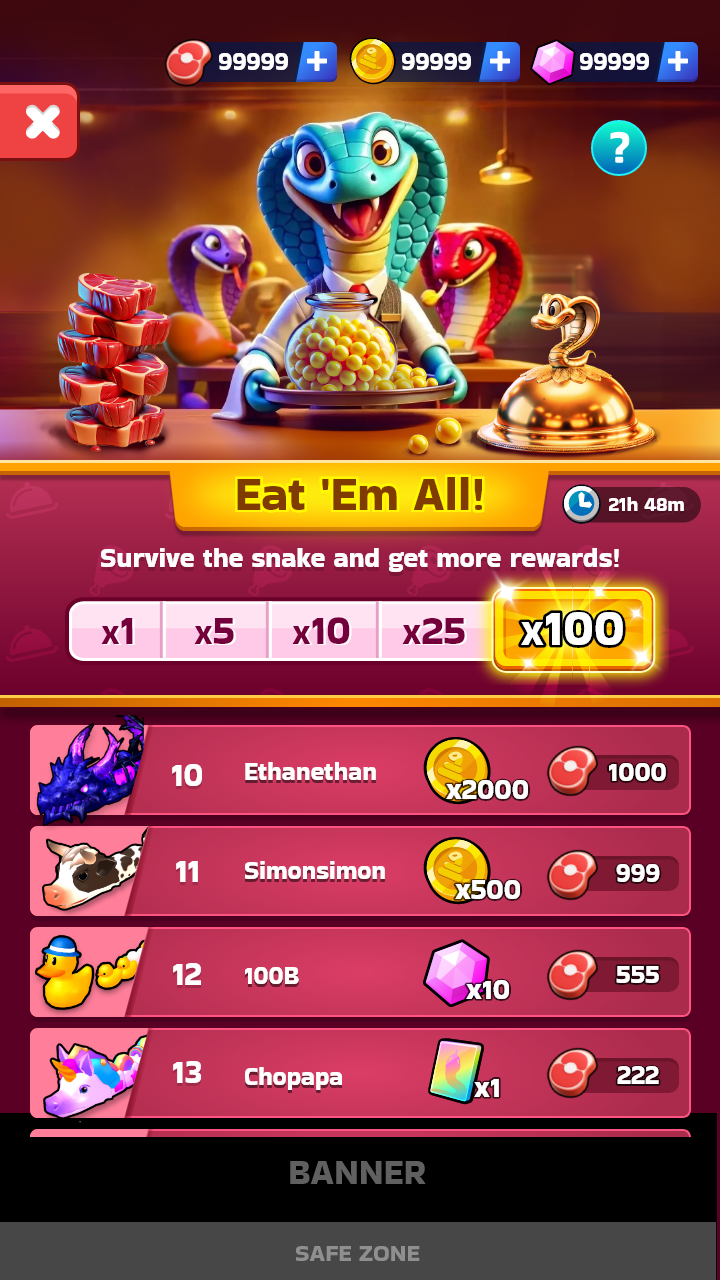 99999 99999 99999
?
Eat 'Em All!
21h 48m
Survive the snake and get more rewards!
x1 x5 x10 x25 x100
10 Ethanethan x2000 1000
11 Simonsimon x500 999
12 100B x10 555
13 Chopapa x1 222
BANNER
SAFE ZONE